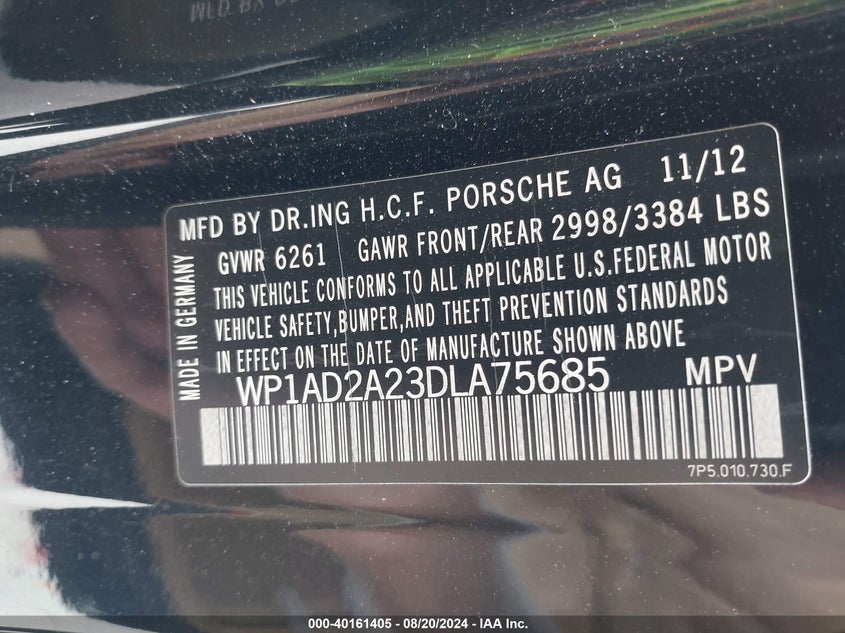 MFD BY DR.ING H.C.F. PORSCHE AG 11/12
GVWR 6261 GAWR FRONT/REAR 2998/3384 LBS
THIS VEHICLE CONFORMS TO ALL APPLICABLE U.S.FEDERAL MOTOR
VEHICLE SAFETY,BUMPER,AND THEFT PREVENTION STANDARDS
IN EFFECT ON THE DATE OF MANUFACTURE SHOWN ABOVE
MADE IN GERMANY
WP1AD2A23DLA75685 MPV
7P5.010.730.F
000-40161405 - 08/20/2024 - IAA Inc.